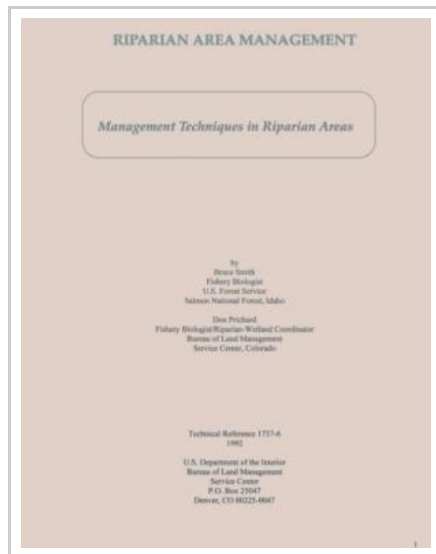 RIPARIAN AREA MANAGEMENT
Management Techniques in Riparian Areas
by
Bruce Smith
Fishery Biologist
U.S. Forest Service
Salmon National Forest, Idaho
Don Prichard
Fishery Biologist/Riparian-Wetland Coordinator
Bureau of Land Management
Service Center, Colorado
Technical Reference 1737-6
1992
U.S. Department of the Interior
Bureau of Land Management
Service Center
P.O. Box 25047
Denver, CO 80225-0047
1